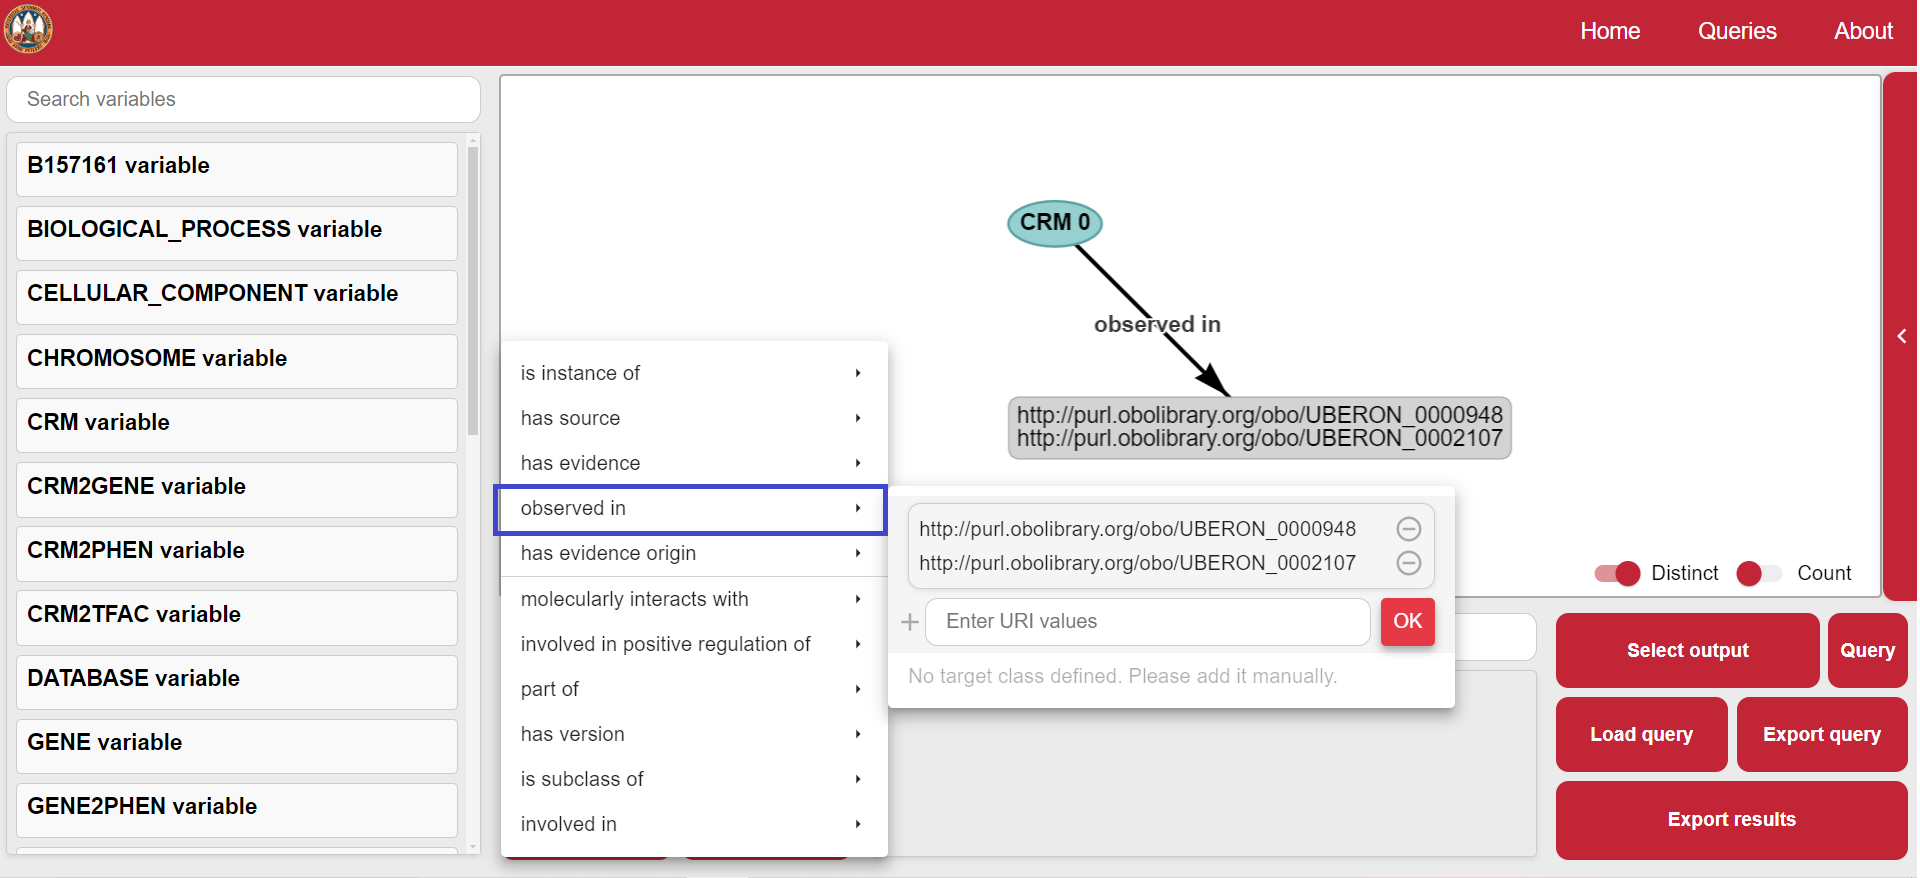 Home
Queries
About
Search variables
B157161 variable
BIOLOGICAL_PROCESS variable
CELLULAR_COMPONENT variable
CHROMOSOME variable
CRM variable
CRM2GENE variable
CRM2PHEN variable
CRM2TFAC variable
DATABASE variable
GENE variable
GENE2PHEN variable
CRM 0
observed in
http://purl.obolibrary.org/obo/UBERON_0000948
http://purl.obolibrary.org/obo/UBERON_0002107
is instance of
has source
has evidence
observed in
has evidence origin
molecularly interacts with
involved in positive regulation of
part of
has version
is subclass of
involved in
http://purl.obolibrary.org/obo/UBERON_0000948
http://purl.obolibrary.org/obo/UBERON_0002107
Enter URI values
OK
No target class defined. Please add it manually.
Distinct
Count
Select output
Query
Load query
Export query
Export results